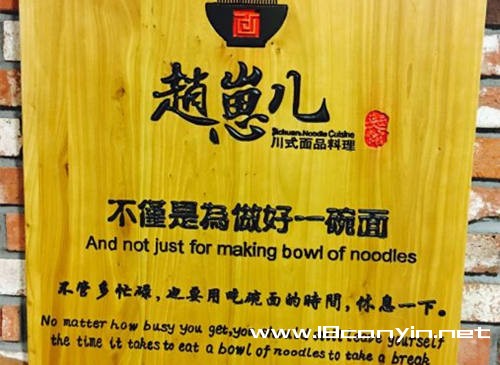 面
趙崽儿
Sichuan Noodle Cuisine
川式面品料理
不僅是為做好一碗面
And not just for making bowl of noodles
不管多忙碌，也要用吃碗面的時間，休息一下。
www.18canyin.net
No matter how busy you get,you leave yourself
the time it takes to eat a bowl of noodles to take a break